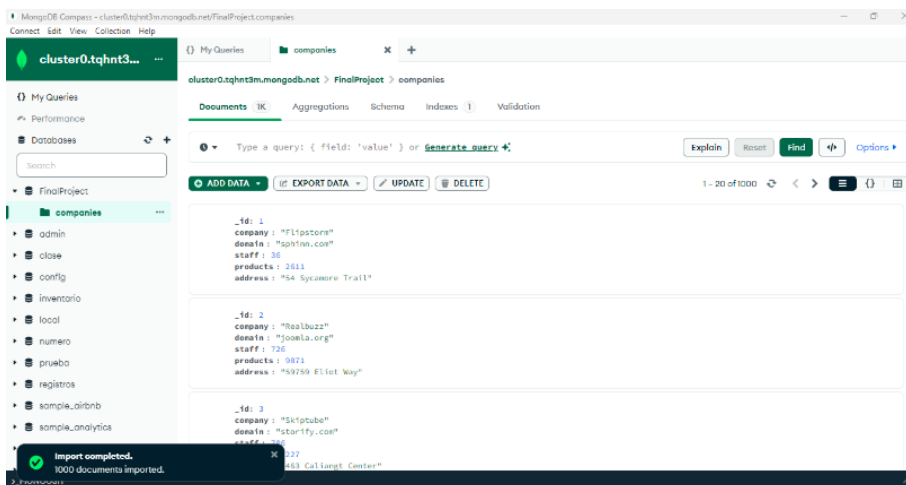 MongoDB Compass - cluster0.tqhnt3m.mongodb.net/FinalProject.companies
Connect Edit View Collection Help
cluster0.tqhnt3... ...
{} My Queries
companies
cluster0.tqhnt3m.mongodb.net > FinalProject > companies
{} My Queries
Performance
Databases
Search
FinalProject
companies ...
admin
clase
config
inventario
local
numero
prueba
registros
sample_airbnb
sample_analytics
Documents 1K Aggregations Schema Indexes 1 Validation
Type a query: { field: 'value' } or Generate query
Explain Reset Find </> Options
ADD DATA EXPORT DATA UPDATE DELETE
1 - 20 of 1000
_id: 1
company : "Flipstorm"
domain : "sphinn.com"
staff : 36
products : 2611
address : "54 Sycamore Trail"
_id: 2
company : "Realbuzz"
domain : "joomla.org"
staff : 726
products : 9871
address : "59759 Eliot Way"
_id: 3
company : "Skiptube"
domain : "storify.com"
227
463 Caliangt Center"
Import completed.
1000 documents imported.